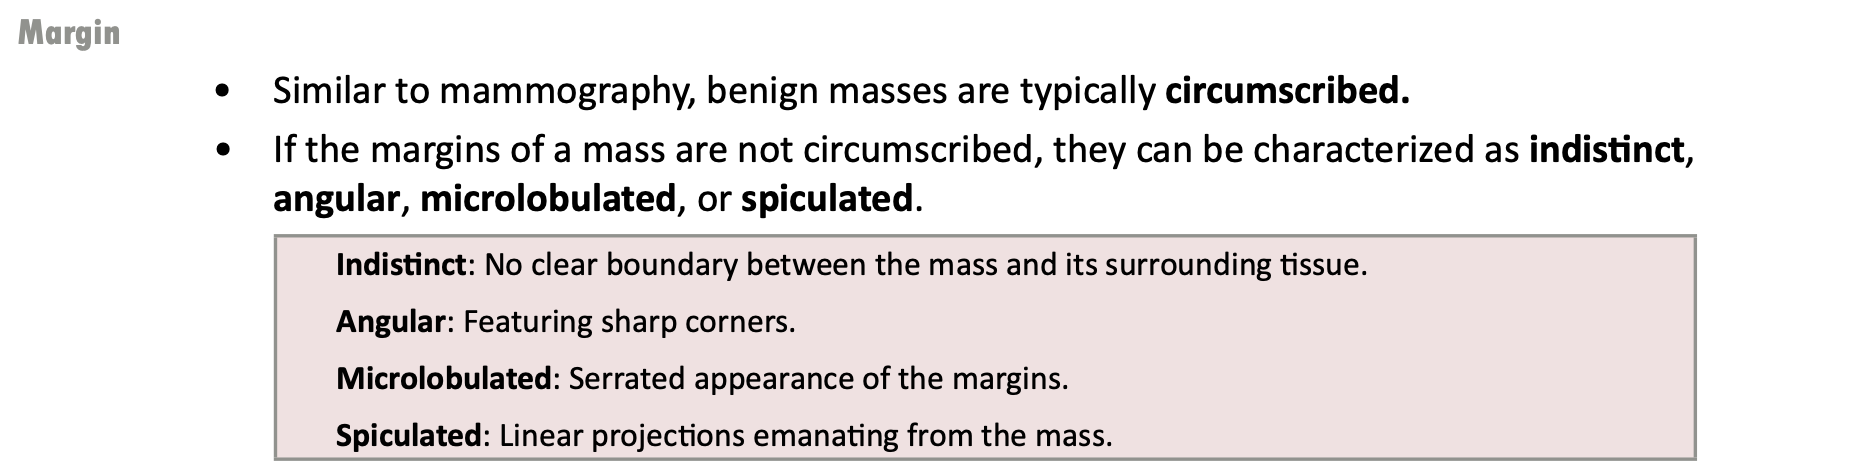 Margin
• Similar to mammography, benign masses are typically circumscribed.
• If the margins of a mass are not circumscribed, they can be characterized as indistinct,
angular, microlobulated, or spiculated.
Indistinct: No clear boundary between the mass and its surrounding tissue.
Angular: Featuring sharp corners.
Microlobulated: Serrated appearance of the margins.
Spiculated: Linear projections emanating from the mass.